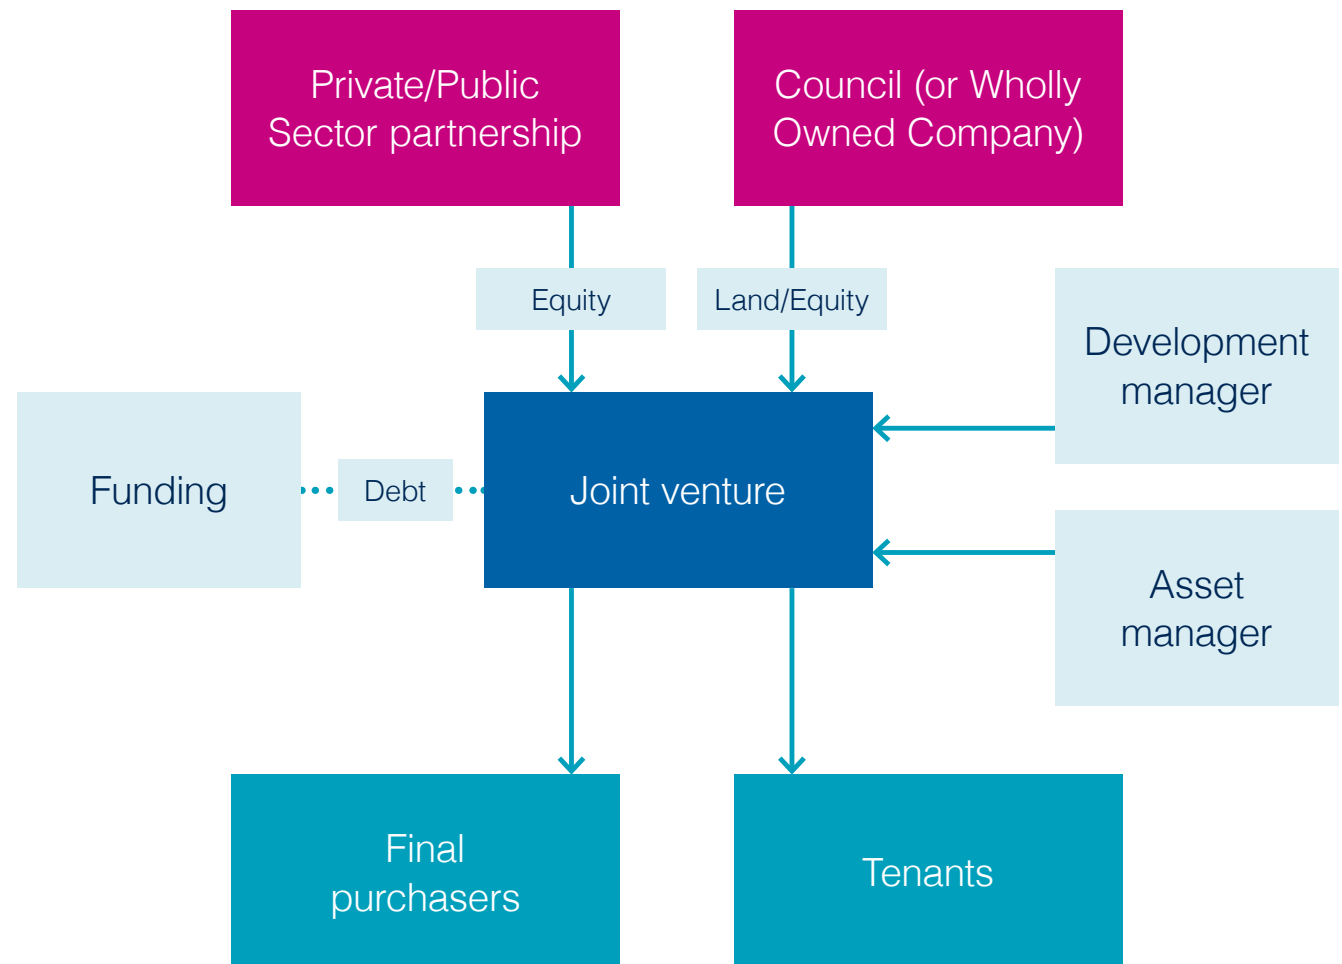 Private/Public
Sector partnership
Council (or Wholly
Owned Company)
Equity
Land/Equity
Development
manager
Funding
Debt
Joint venture
Asset
manager
Final
purchasers
Tenants